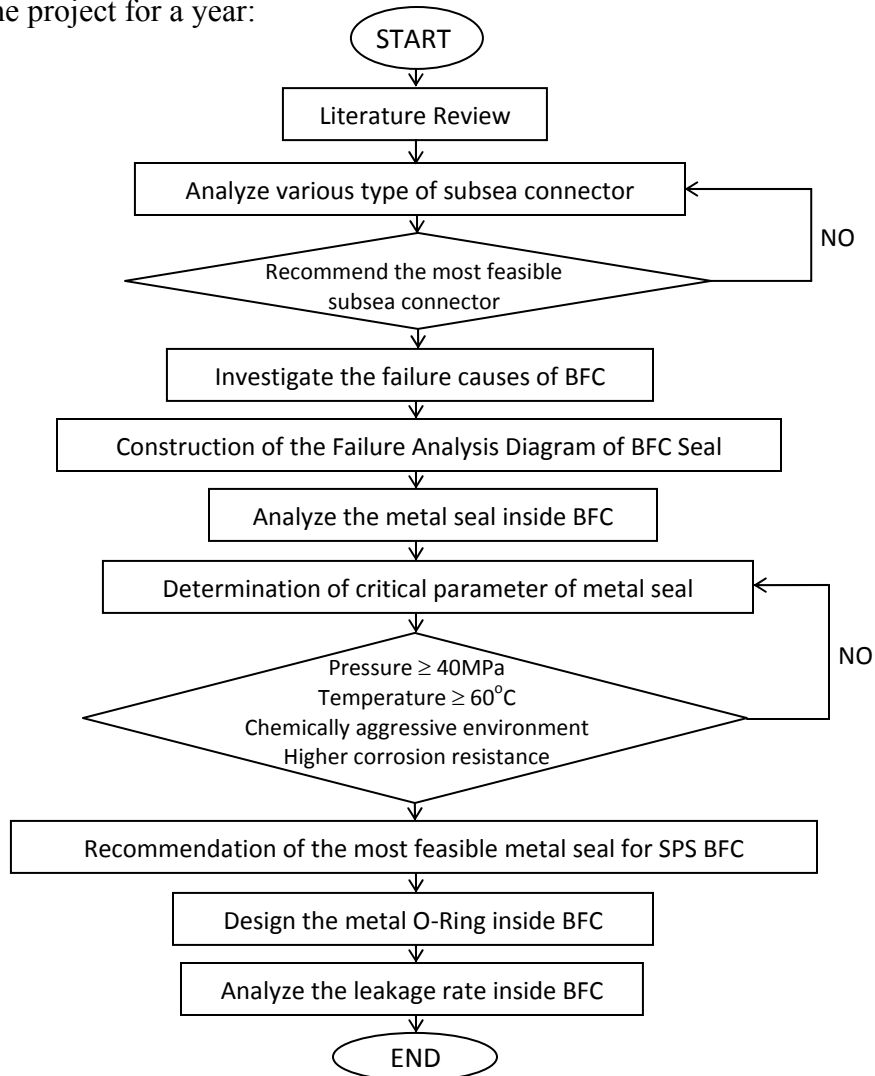 ne project for a year:
START
Literature Review
Analyze various type of subsea connector
NO
Recommend the most feasible
subsea connector
Investigate the failure causes of BFC
Construction of the Failure Analysis Diagram of BFC Seal
Analyze the metal seal inside BFC
Determination of critical parameter of metal seal
NO
Pressure ≥ 40MPa
Temperature ≥ 60°C
Chemically aggressive environment
Higher corrosion resistance
Recommendation of the most feasible metal seal for SPS BFC
Design the metal O-Ring inside BFC
Analyze the leakage rate inside BFC
END